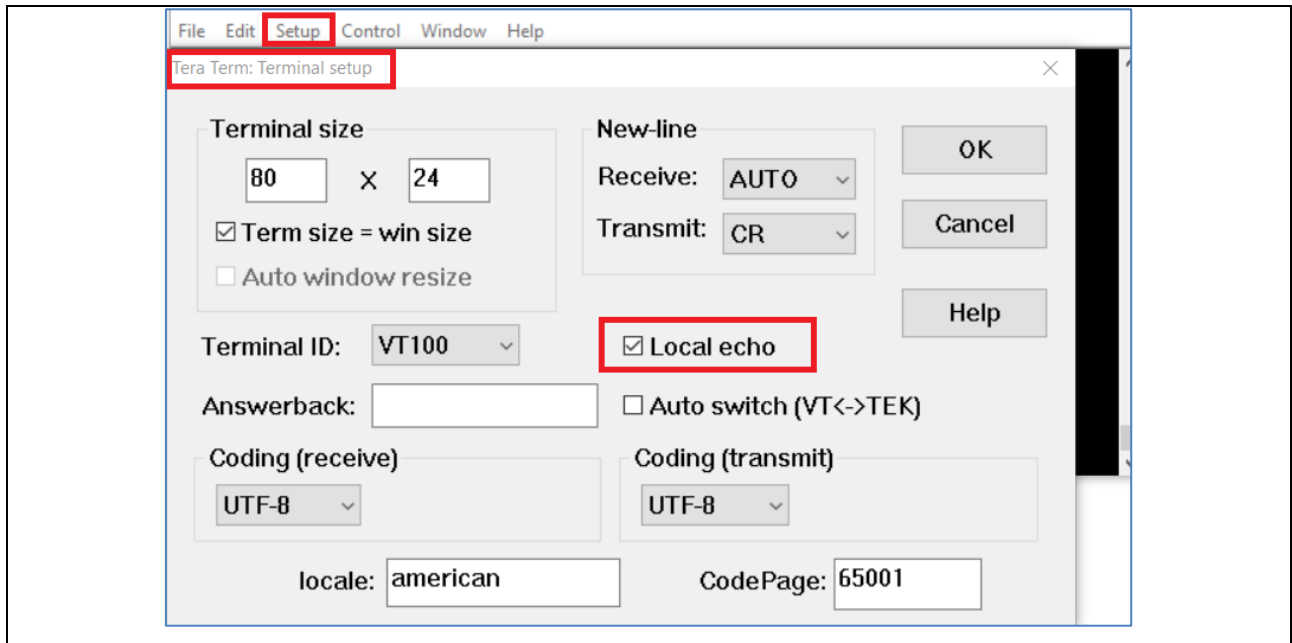 File Edit Setup Control Window Help
Tera Term: Terminal setup
Terminal size
80 X 24
Term size = win size
Auto window resize
New-line
Receive: AUTO
Transmit: CR
OK
Cancel
Help
Terminal ID: VT100
Local echo
Answerback:
Auto switch (VT<->TEK)
Coding (receive)
UTF-8
Coding (transmit)
UTF-8
locale: american
CodePage: 65001